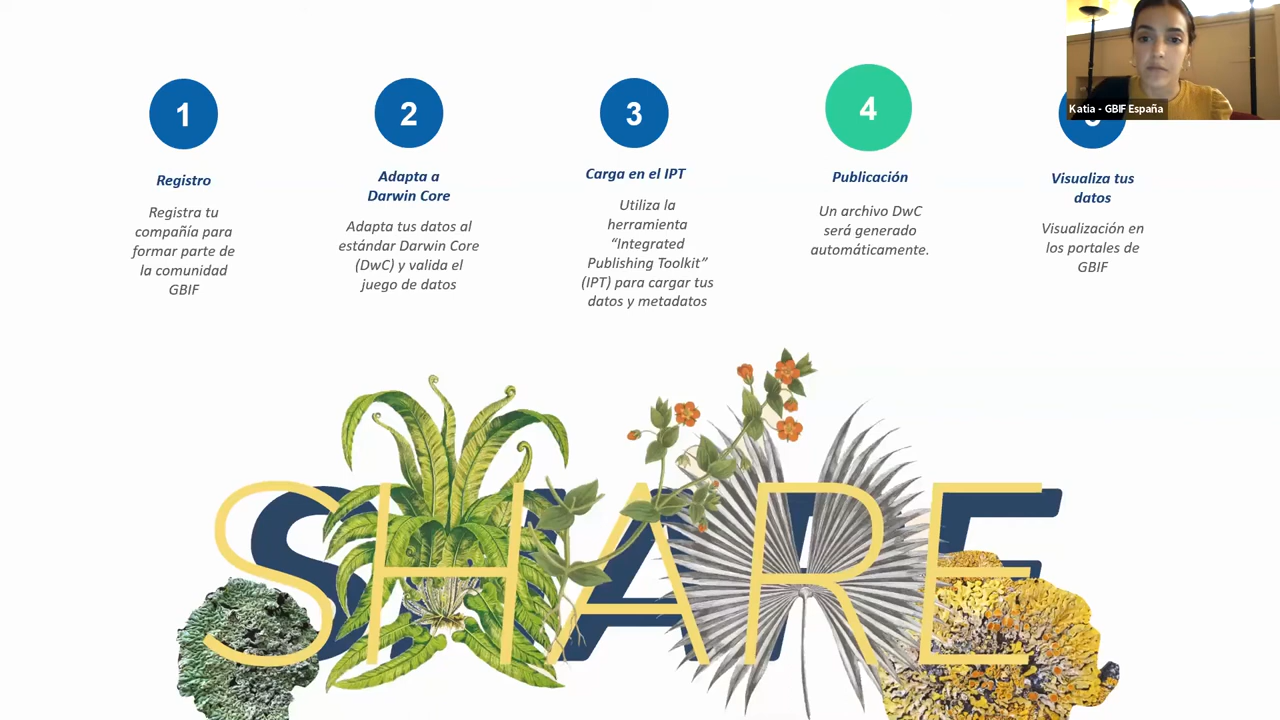 Katia - GBIF España
1
2
3
4
Registro
Registra tu
compañía para
formar parte de
la comunidad
GBIF
Adapta a
Darwin Core
Adapta tus datos al
estándar Darwin Core
(DwC) y valida el
juego de datos
Carga en el IPT
Utiliza la
herramienta
“Integrated
Publishing Toolkit”
(IPT) para cargar tus
datos y metadatos
Publicación
Un archivo DwC
será generado
automáticamente.
Visualiza tus
datos
Visualización en
los portales de
GBIF
SHARE